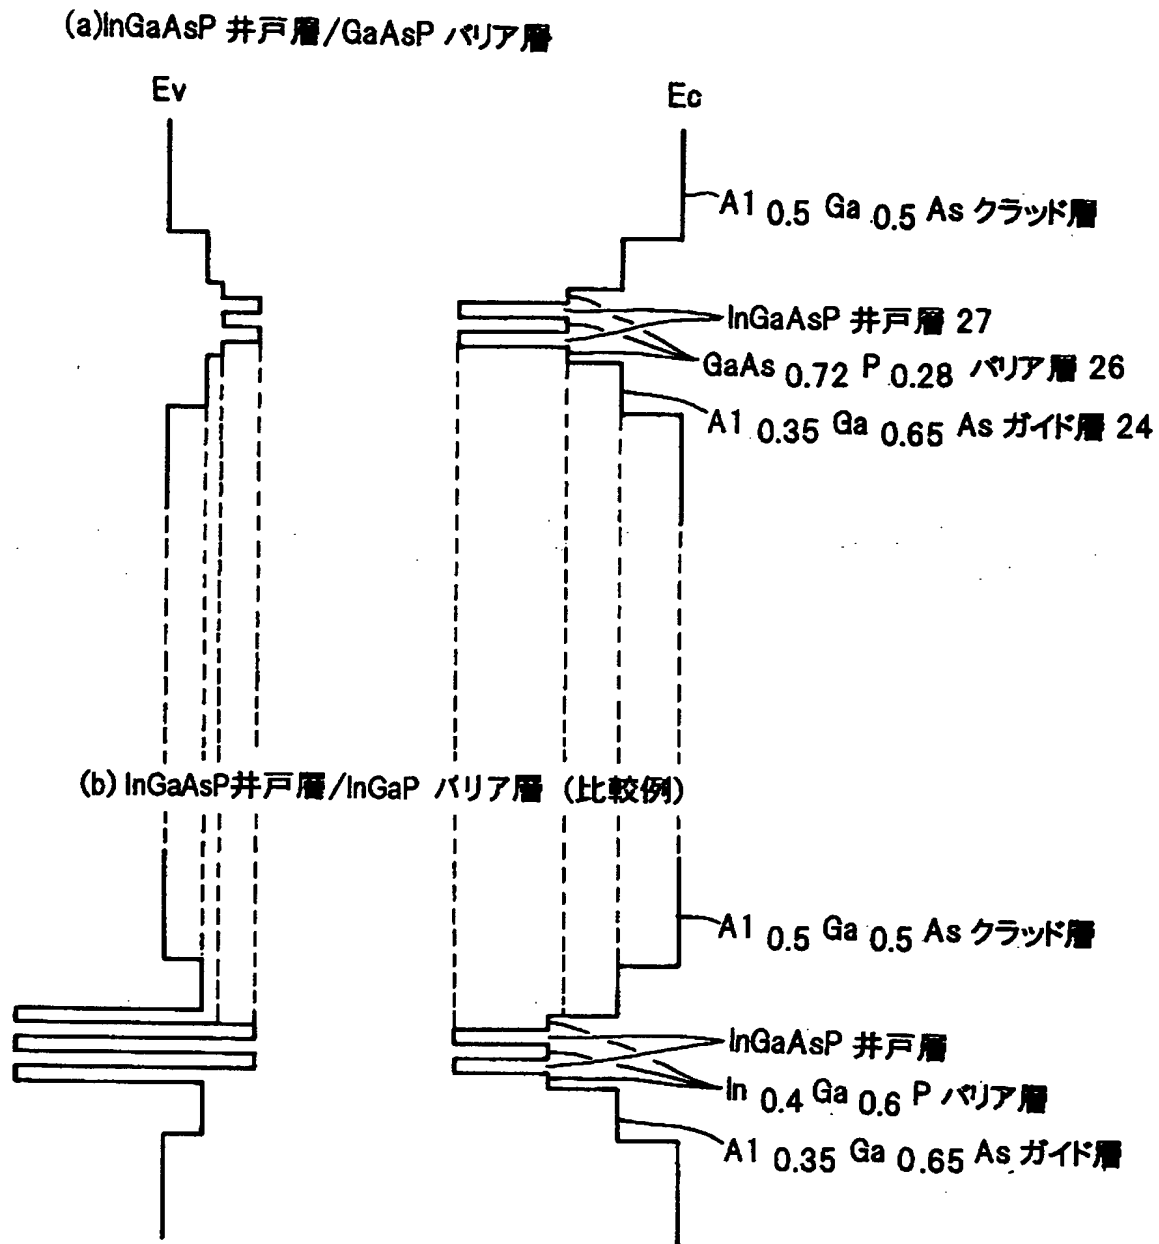 (a)InGaAsP 井戸層/GaAsP バリア層
Ev
Ec
A1 0.5 Ga 0.5 As クラッド層
InGaAsP 井戸層 27
GaAs 0.72 P 0.28 バリア層 26
A1 0.35 Ga 0.65 As ガイド層 24
(b) InGaAsP井戸層/InGaP バリア層 (比較例)
A1 0.5 Ga 0.5 As クラッド層
InGaAsP 井戸層
In 0.4 Ga 0.6 P バリア層
A1 0.35 Ga 0.65 As ガイド層